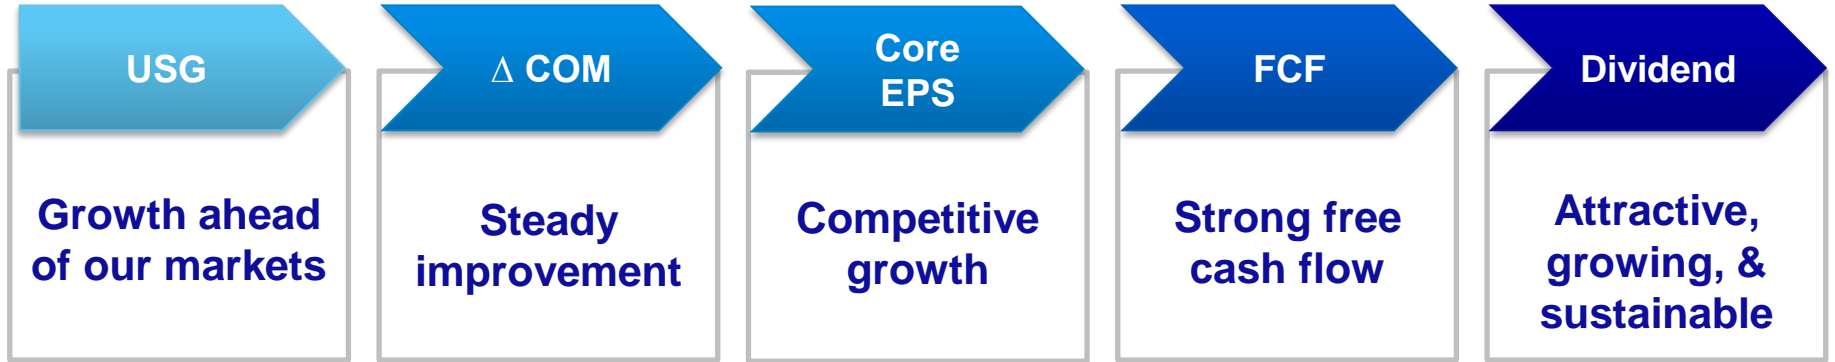 USG
Growth ahead
of our markets
∆ COM
Steady
improvement
Core
EPS
Competitive
growth
FCF
Strong free
cash flow
Dividend
Attractive,
growing, &
sustainable